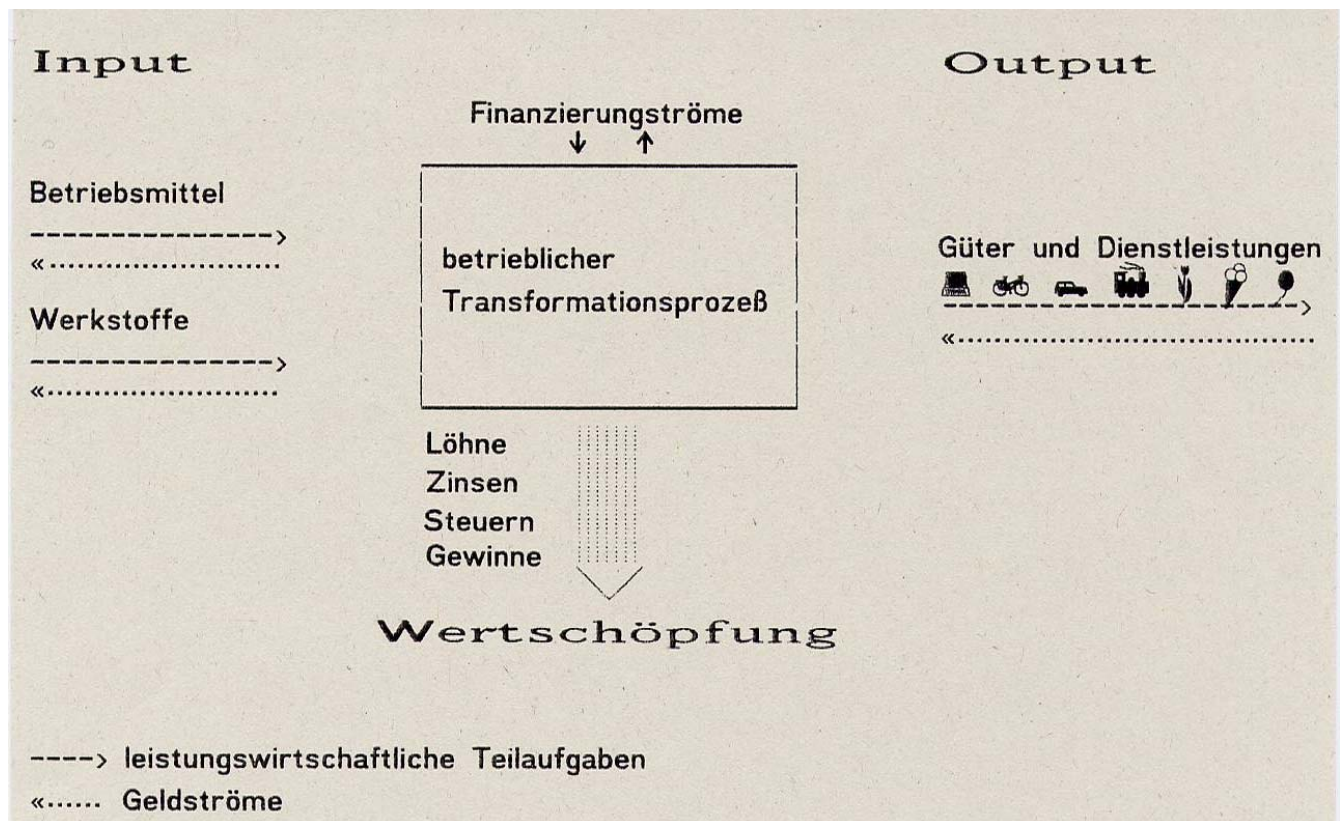 Input
Output
Finanzierungströme
Betriebsmittel
Güter und Dienstleistungen
betrieblicher
Transformationsprozeß
Werkstoffe
Löhne
Zinsen
Steuern
Gewinne
Wertschöpfung
----> leistungswirtschaftliche Teilaufgaben
«...... Geldströme